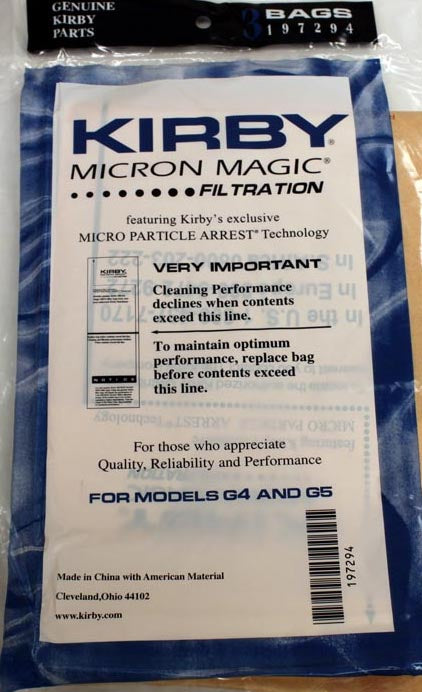 GENUINE
KIRBY
PARTS
3 BAGS
197294
KIRBY®
MICRON MAGIC®
FILTRATION
featuring Kirby's exclusive
MICRO PARTICLE ARREST® Technology
KIRBY
VERY IMPORTANT
Cleaning Performance
declines when contents
exceed this line.
To maintain optimum
performance, replace bag
before contents exceed
this line.
NOTICE
For those who appreciate
Quality, Reliability and Performance
FOR MODELS G4 AND G5
197294
Made in China with American Material
Cleveland,Ohio 44102
www.kirby.com